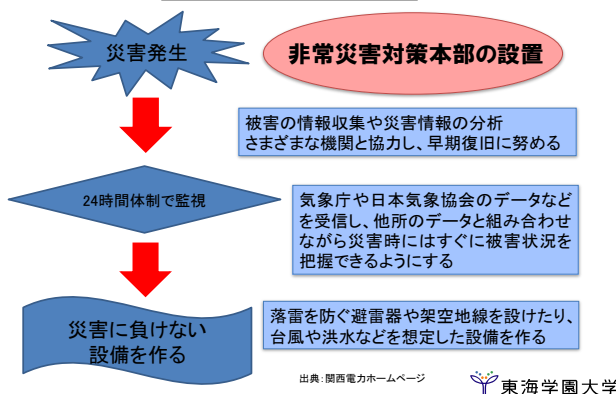 災害発生
非常災害対策本部の設置
被害の情報収集や災害情報の分析
さまざまな機関と協力し、早期復旧に努める
24時間体制で監視
気象庁や日本気象協会のデータなど
を受信し、他所のデータと組み合わせ
ながら災害時にはすぐに被害状況を
把握できるようにする
災害に負けない
設備を作る
落雷を防ぐ避雷器や架空地線を設けたり、
台風や洪水などを想定した設備を作る
出典：関西電力ホームページ
東海学園大学